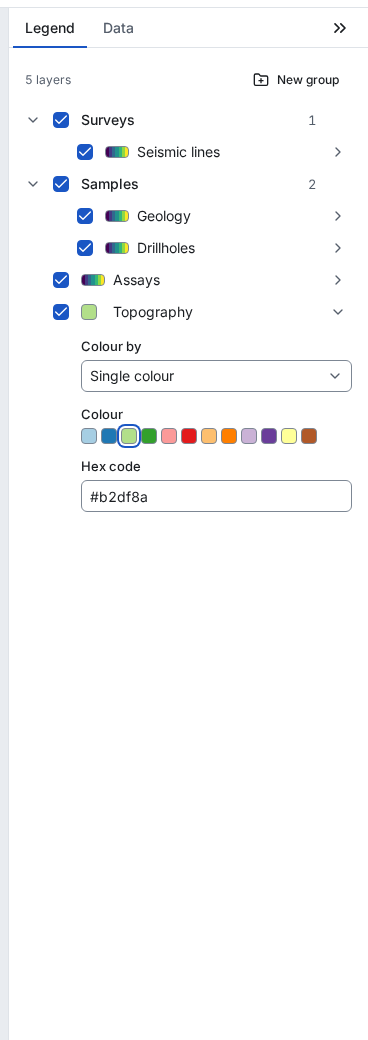 Legend Data
5 layers New group
Surveys 1
Seismic lines
Samples 2
Geology
Drillholes
Assays
Topography
Colour by
Single colour
Colour
Hex code
#b2df8a